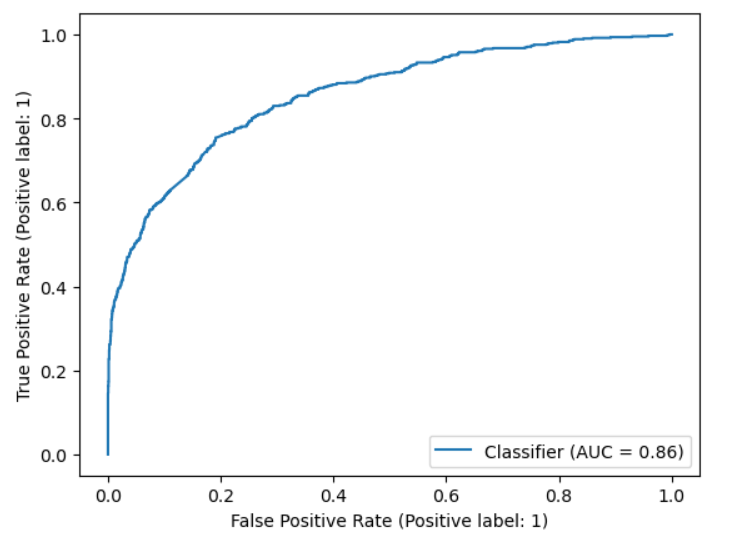 1.0
0.8
0.6
0.4
0.2
0.0
True Positive Rate (Positive label: 1)
Classifier (AUC = 0.86)
0.0 0.2 0.4 0.6 0.8 1.0
False Positive Rate (Positive label: 1)